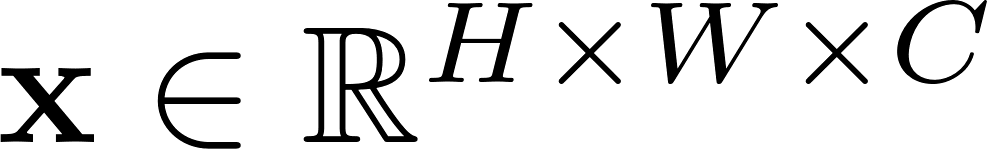 𝐱 ∈ ℝ^{H×W×C}